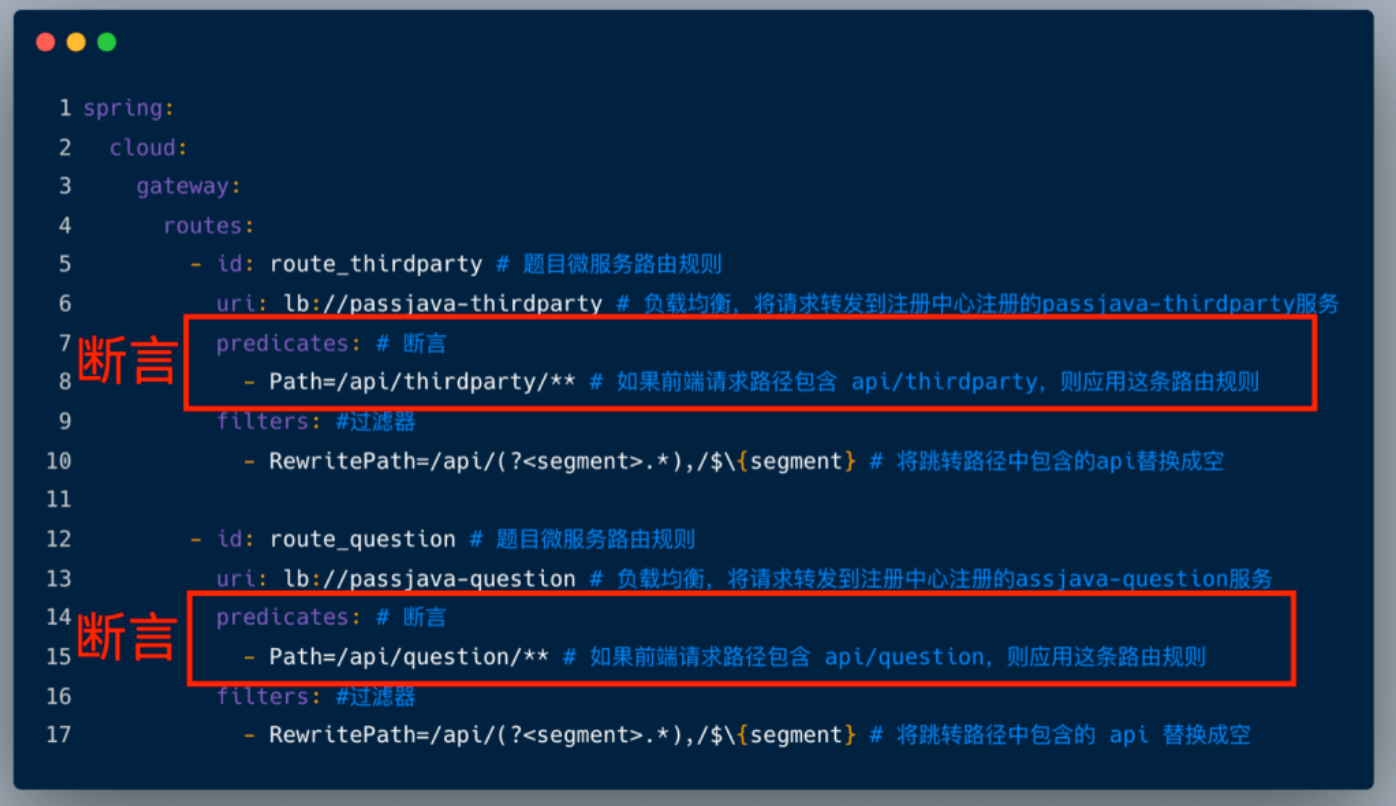 1 spring:
2   cloud:
3     gateway:
4       routes:
5         - id: route_thirdparty # 题目微服务路由规则
6           uri: lb://passjava-thirdparty # 负载均衡，将请求转发到注册中心注册的passjava-thirdparty服务
断言
7           predicates: # 断言
8             - Path=/api/thirdparty/** # 如果前端请求路径包含 api/thirdparty，则应用这条路由规则
9           filters: #过滤器
10            - RewritePath=/api/(?<segment>.*),/$\{segment} # 将跳转路径中包含的api替换成空
11
12        - id: route_question # 题目微服务路由规则
13          uri: lb://passjava-question # 负载均衡，将请求转发到注册中心注册的assjava-question服务
断言
14          predicates: # 断言
15            - Path=/api/question/** # 如果前端请求路径包含 api/question，则应用这条路由规则
16          filters: #过滤器
17            - RewritePath=/api/(?<segment>.*),/$\{segment} # 将跳转路径中包含的 api 替换成空